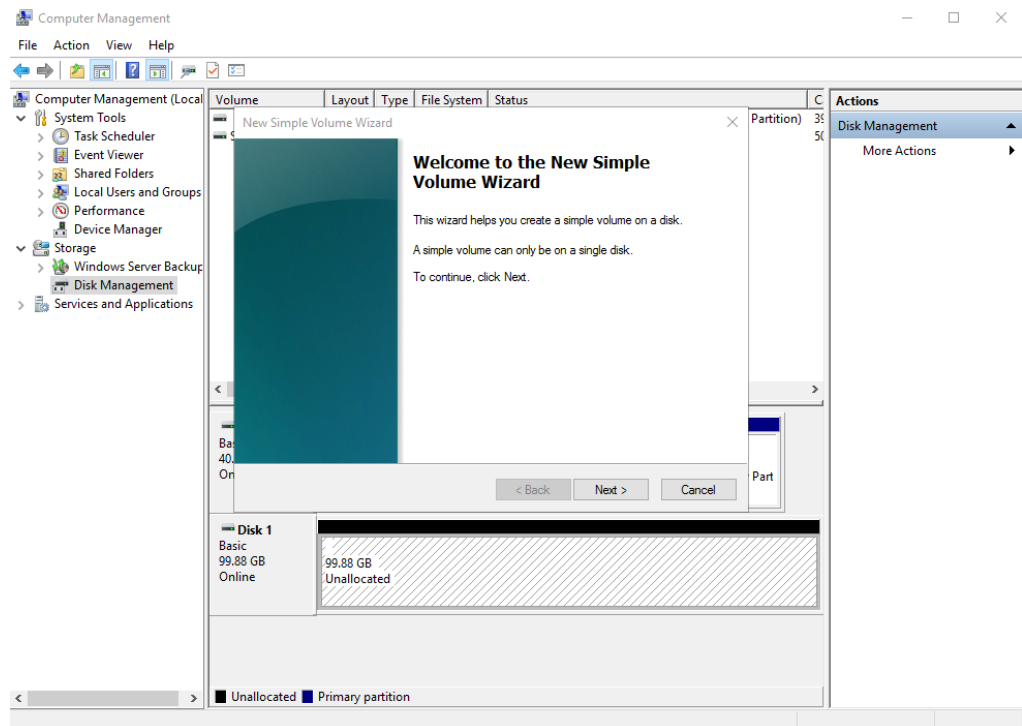 Computer Management
File Action View Help
Computer Management (Local
System Tools
Task Scheduler
Event Viewer
Shared Folders
Local Users and Groups
Performance
Device Manager
Storage
Windows Server Backup
Disk Management
Services and Applications
Volume Layout Type File System Status C
Partition) 39
S 50
New Simple Volume Wizard
Welcome to the New Simple
Volume Wizard
This wizard helps you create a simple volume on a disk.
A simple volume can only be on a single disk.
To continue, click Next.
< Back Next > Cancel
Bas
40.
On
Part
Disk 1
Basic
99.88 GB
Online
99.88 GB
Unallocated
Unallocated Primary partition
Actions
Disk Management
More Actions